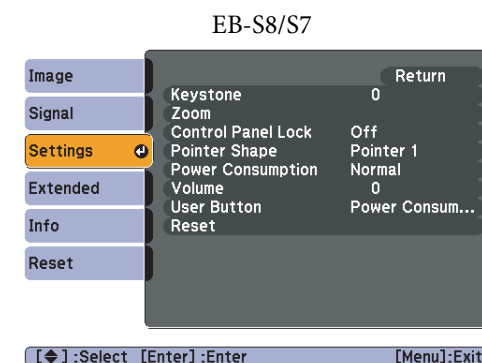 EB-S8/S7
Image
Signal
Settings
Extended
Info
Reset
Return
Keystone 0
Zoom
Control Panel Lock Off
Pointer Shape Pointer 1
Power Consumption Normal
Volume 0
User Button Power Consum...
Reset
[◆] :Select [Enter] :Enter [Menu]:Exit